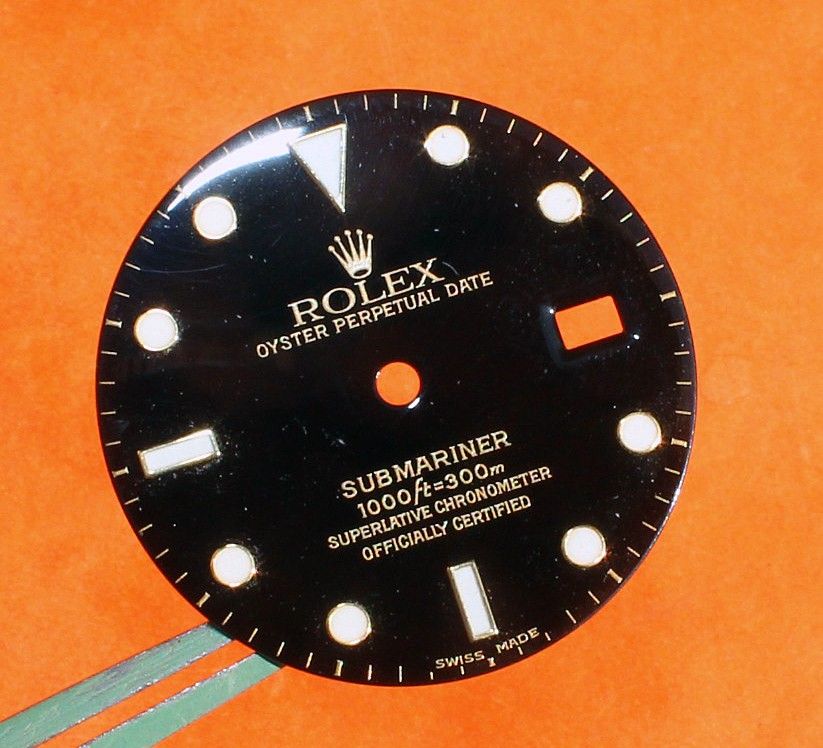 ROLEX
OYSTER PERPETUAL DATE
SUBMARINER
1000ft=300m
SUPERLATIVE CHRONOMETER
OFFICIALLY CERTIFIED
SWISS MADE